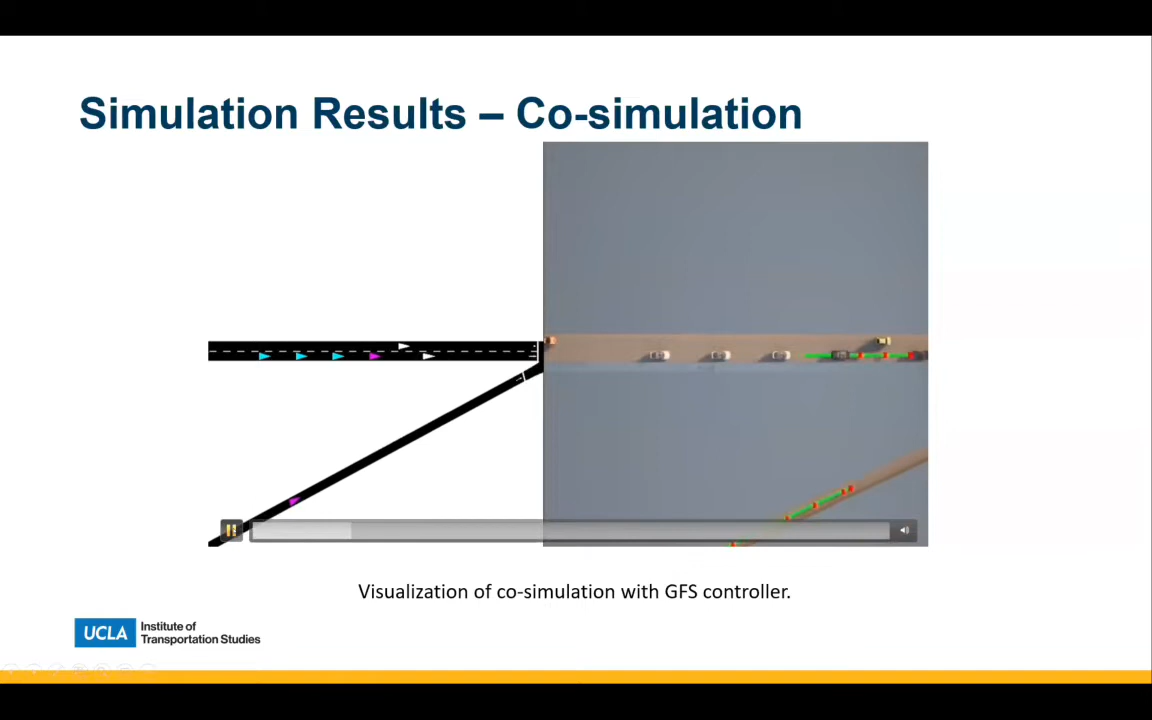 Simulation Results – Co-simulation
Visualization of co-simulation with GFS controller.
UCLA
Institute of
Transportation Studies